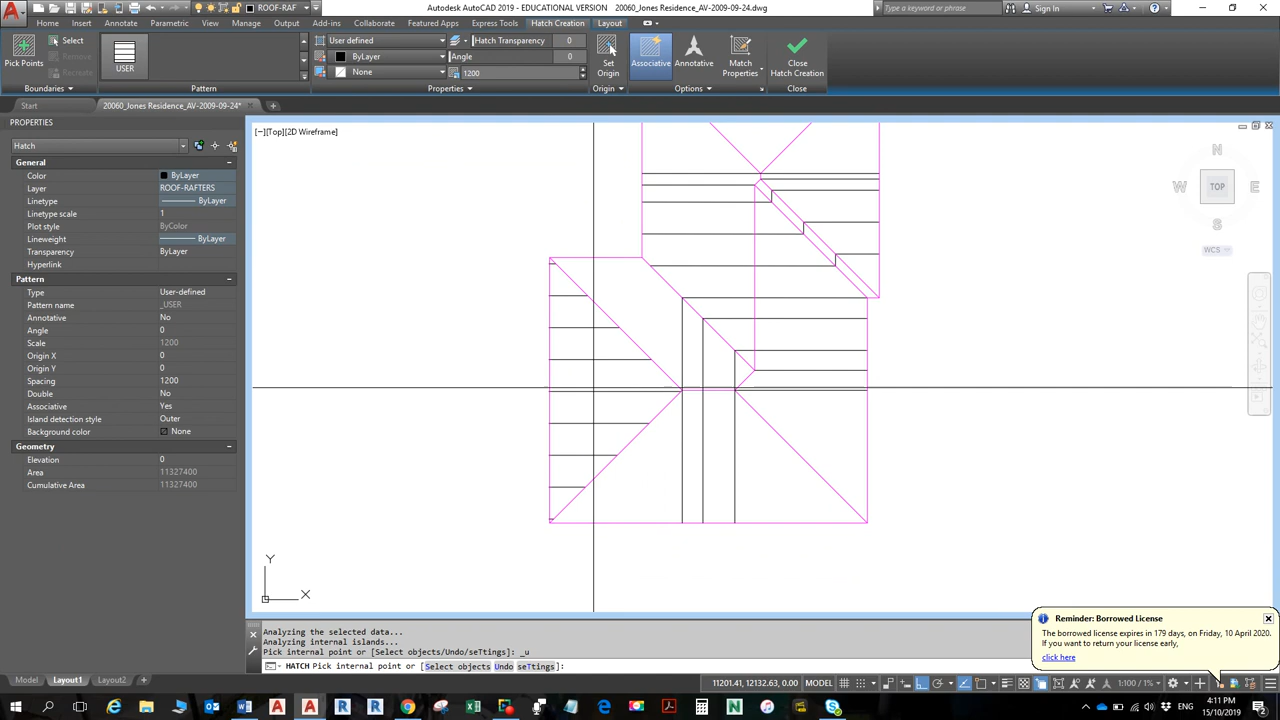 ROOF-RAF
Autodesk AutoCAD 2019 - EDUCATIONAL VERSION 20060_Jones Residence_AV-2009-09-24.dwg
Type a keyword or phrase
Sign In
Home Insert Annotate Parametric View Manage Output Add-ins Collaborate Featured Apps Express Tools Hatch Creation Layout
Pick Points
Select
Remove
Recreate
USER
User defined
ByLayer
None
Hatch Transparency 0
Angle 0
1200
Set Origin
Associative
Annotative
Match Properties
Close Hatch Creation
Boundaries Pattern Properties Origin Options Close
Start 20060_Jones Residence_AV-2009-09-24*
PROPERTIES
Hatch
General
Color ByLayer
Layer ROOF-RAFTERS
Linetype ByLayer
Linetype scale 1
Plot style ByColor
Lineweight ByLayer
Transparency ByLayer
Hyperlink
Pattern
Type User-defined
Pattern name _USER
Annotative No
Angle 0
Scale 1200
Origin X 0
Origin Y 0
Spacing 1200
Double No
Associative Yes
Island detection style Outer
Background color None
Geometry
Elevation 0
Area 11327400
Cumulative Area 11327400
[−][Top][2D Wireframe]
N
W TOP E
S
WCS
Y
X
Analyzing the selected data...
Analyzing internal islands...
Pick internal point or [Select objects/Undo/seTtings]: _u
HATCH Pick internal point or [Select objects Undo seTtings]:
Reminder: Borrowed License
The borrowed license expires in 179 days, on Friday, 10 April 2020.
If you want to return your license early,
click here
Model Layout1 Layout2
11201.41, 12132.63, 0.00 MODEL
1:100 / 1%
4:11 PM
ENG
15/10/2019